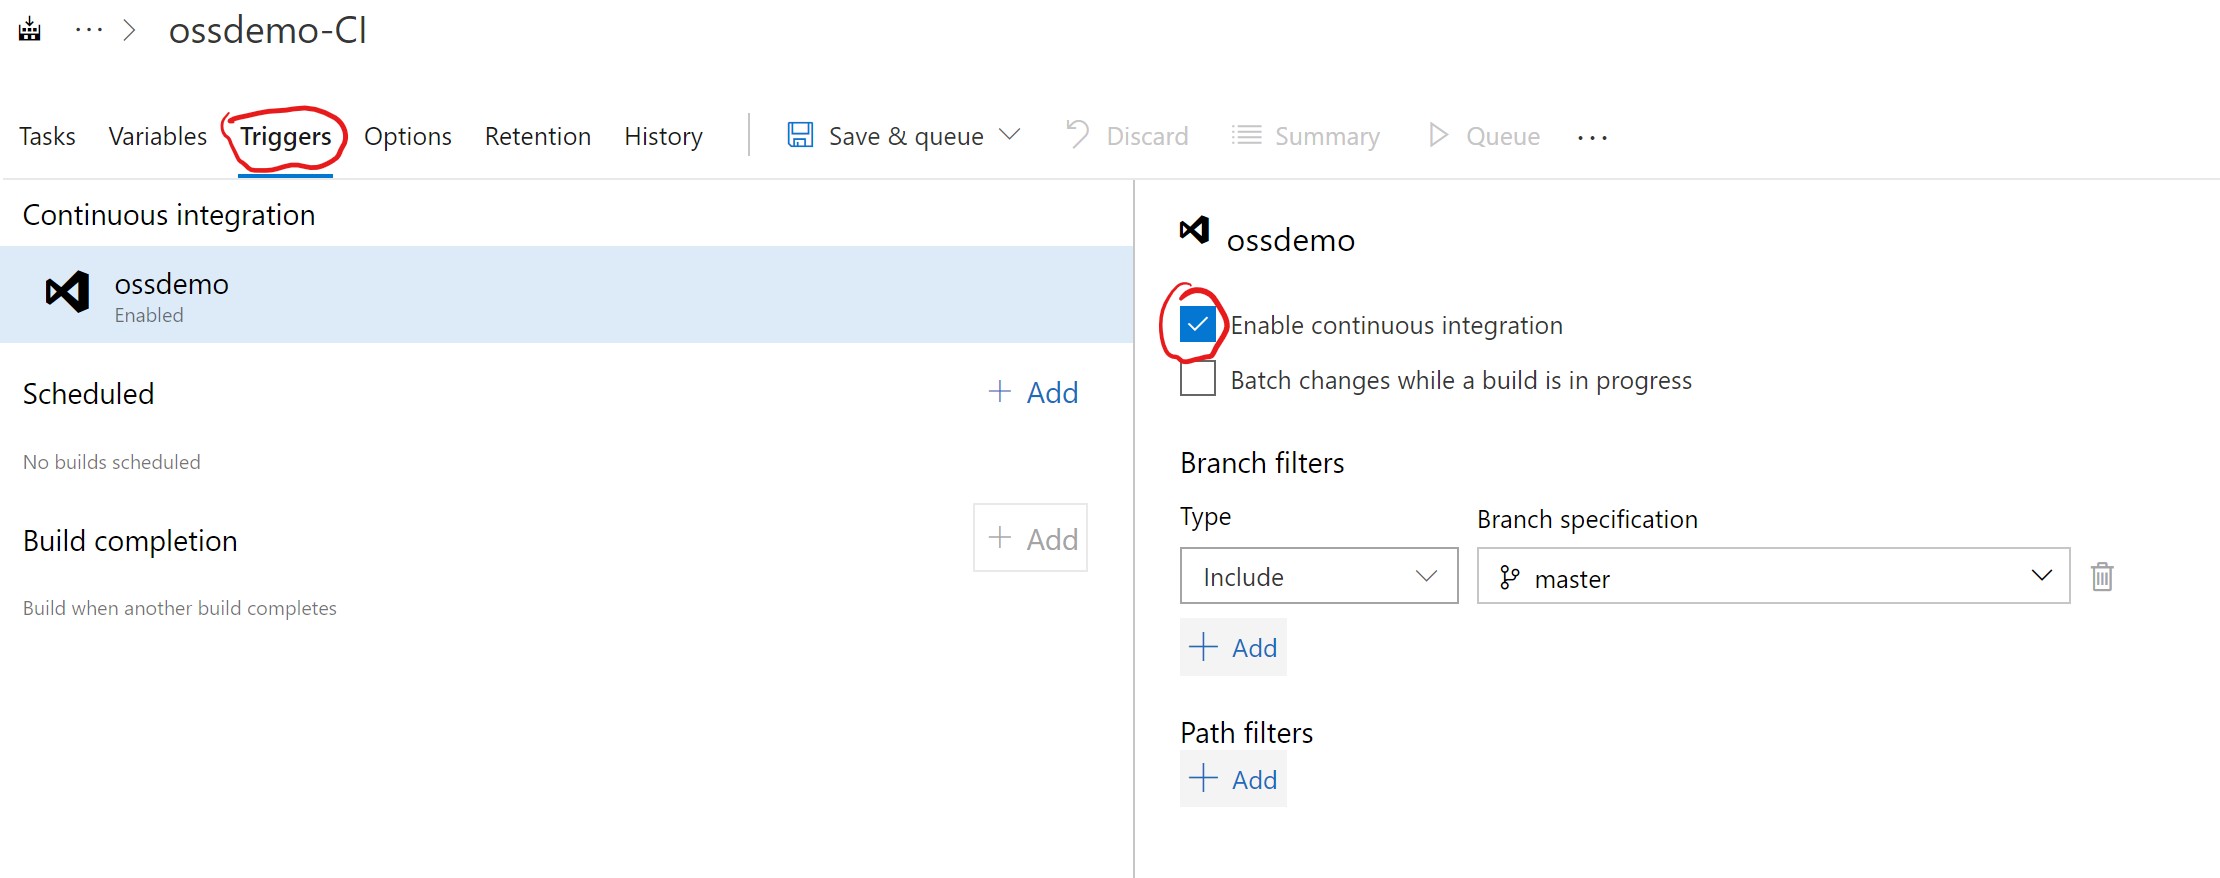 ... > ossdemo-CI
Tasks Variables Triggers Options Retention History Save & queue Discard Summary Queue ...
Continuous integration
ossdemo
Enabled
Scheduled + Add
No builds scheduled
Build completion + Add
Build when another build completes
ossdemo
Enable continuous integration
Batch changes while a build is in progress
Branch filters
Type Branch specification
Include master
+ Add
Path filters
+ Add